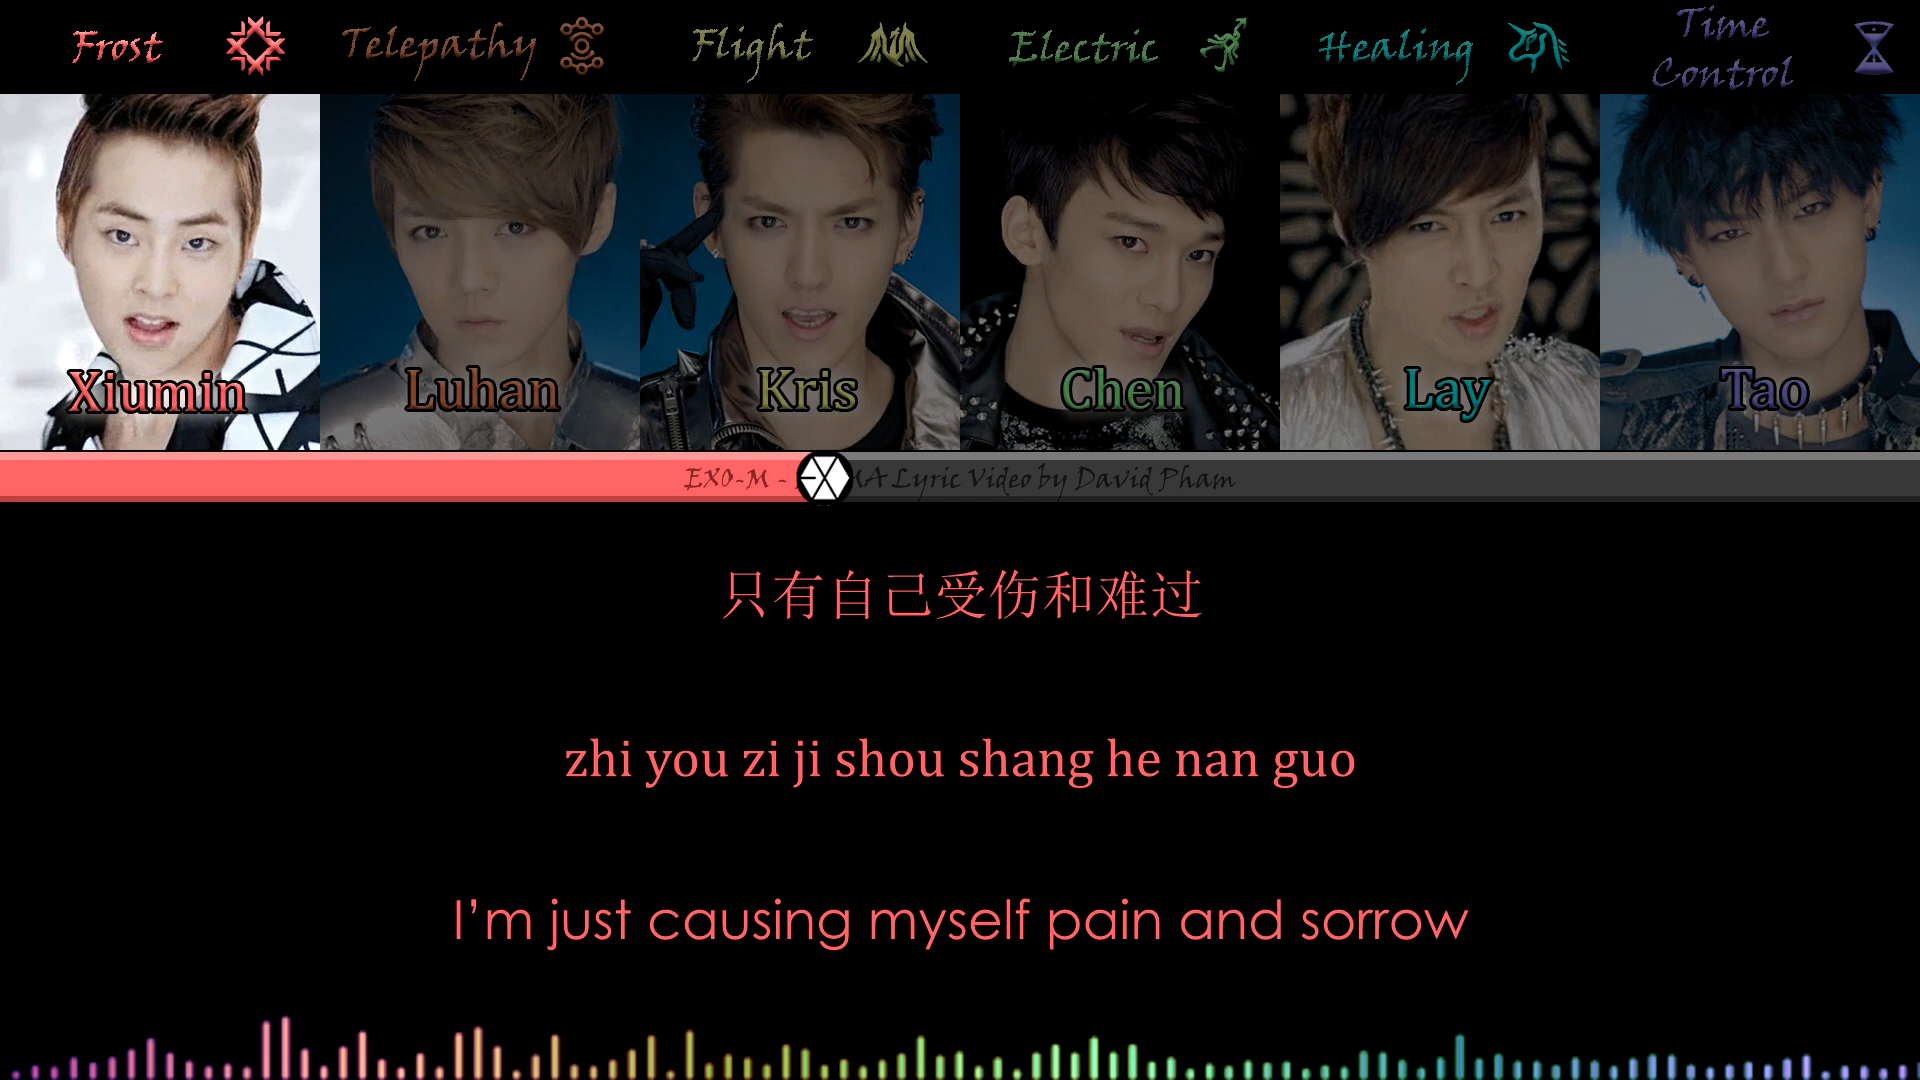 Frost
Telepathy
Flight
Electric
Healing
Time
Control
Xiumin
Luhan
Kris
Chen
Lay
Tao
EXO-M - MA Lyric Video by David Pham
只有自己受伤和难过
zhi you zi ji shou shang he nan guo
I'm just causing myself pain and sorrow